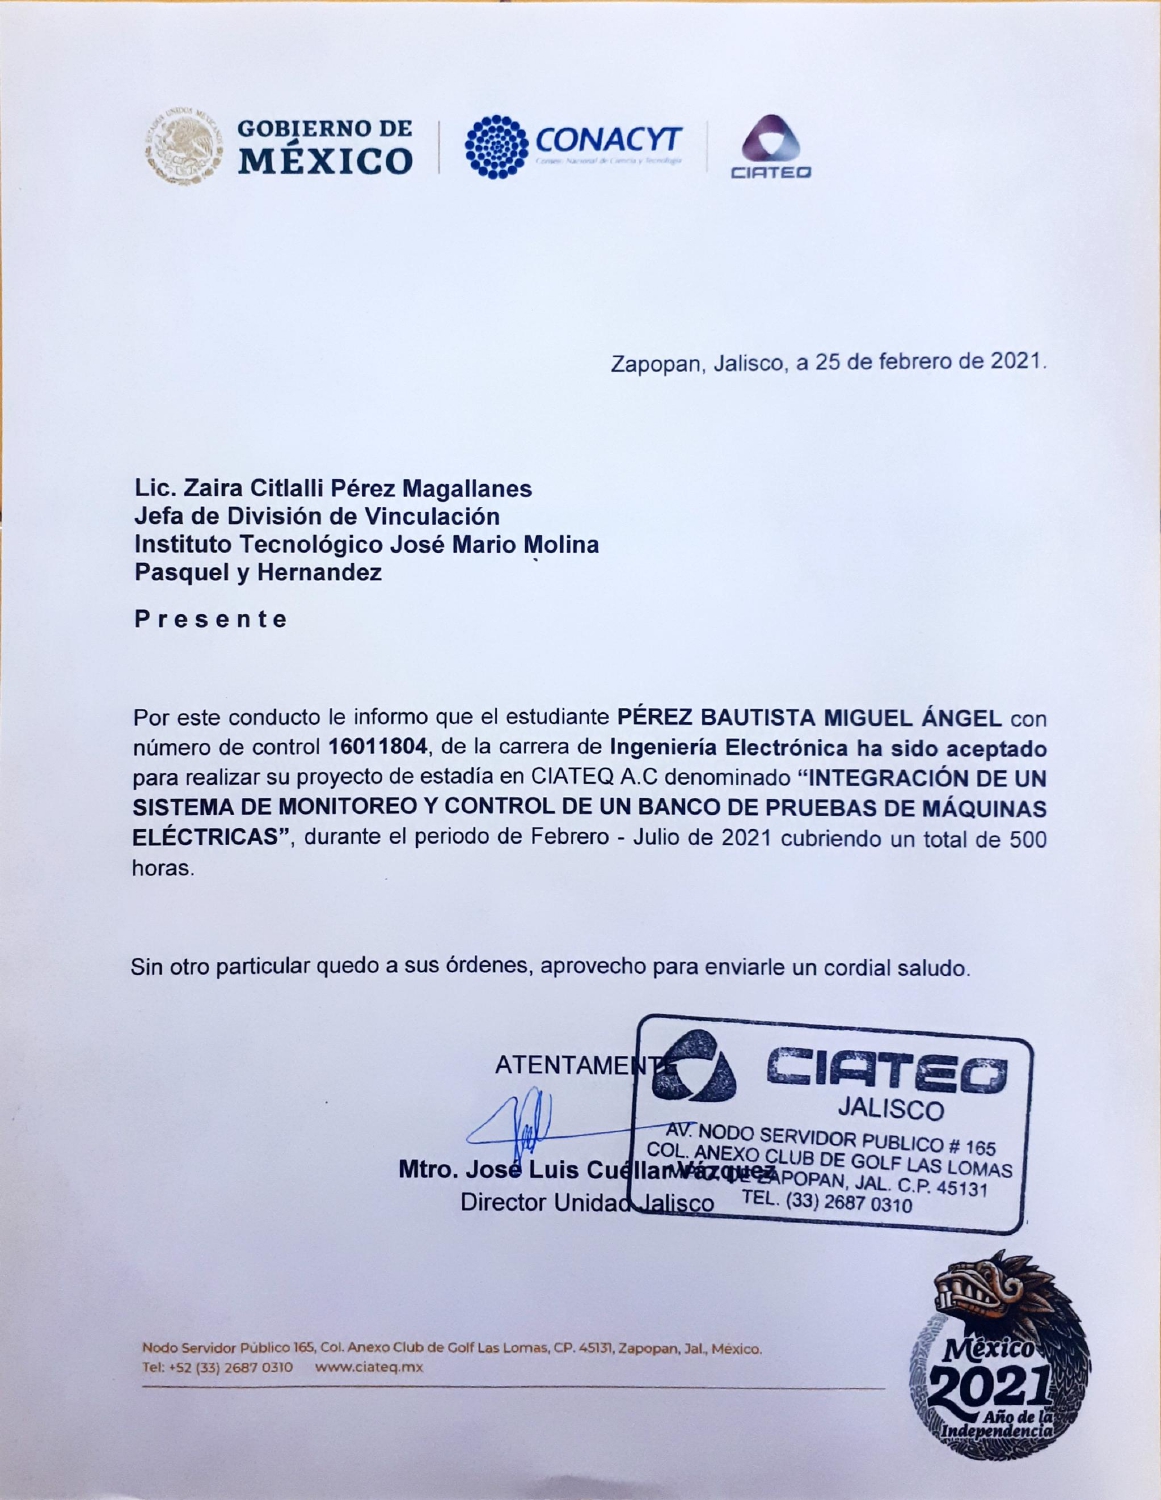 ESTADOS UNIDOS MEXICANOS
GOBIERNO DE
MÉXICO
CONACYT
Consejo Nacional de Ciencia y Tecnología
CIATEQ
Zapopan, Jalisco, a 25 de febrero de 2021.
Lic. Zaira Citlalli Pérez Magallanes
Jefa de División de Vinculación
Instituto Tecnológico José Mario Molina
Pasquel y Hernandez
P r e s e n t e
Por este conducto le informo que el estudiante PÉREZ BAUTISTA MIGUEL ÁNGEL con
número de control 16011804, de la carrera de Ingeniería Electrónica ha sido aceptado
para realizar su proyecto de estadía en CIATEQ A.C denominado “INTEGRACIÓN DE UN
SISTEMA DE MONITOREO Y CONTROL DE UN BANCO DE PRUEBAS DE MÁQUINAS
ELÉCTRICAS”, durante el periodo de Febrero - Julio de 2021 cubriendo un total de 500
horas.
Sin otro particular quedo a sus órdenes, aprovecho para enviarle un cordial saludo.
ATENTAMENTE
Mtro. José Luis Cuéllar Vázquez
Director Unidad Jalisco
CIATEQ
JALISCO
AV. NODO SERVIDOR PUBLICO # 165
COL. ANEXO CLUB DE GOLF LAS LOMAS
DE ZAPOPAN, JAL. C.P. 45131
TEL. (33) 2687 0310
Nodo Servidor Público 165, Col. Anexo Club de Golf Las Lomas, CP. 45131, Zapopan, Jal., México.
Tel: +52 (33) 2687 0310 www.ciateq.mx
México
2021
Año de la
Independencia